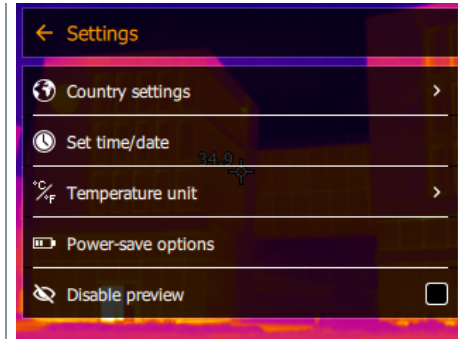 Settings
Country settings
Set time/date
34.9
°C/°F Temperature unit
Power-save options
Disable preview